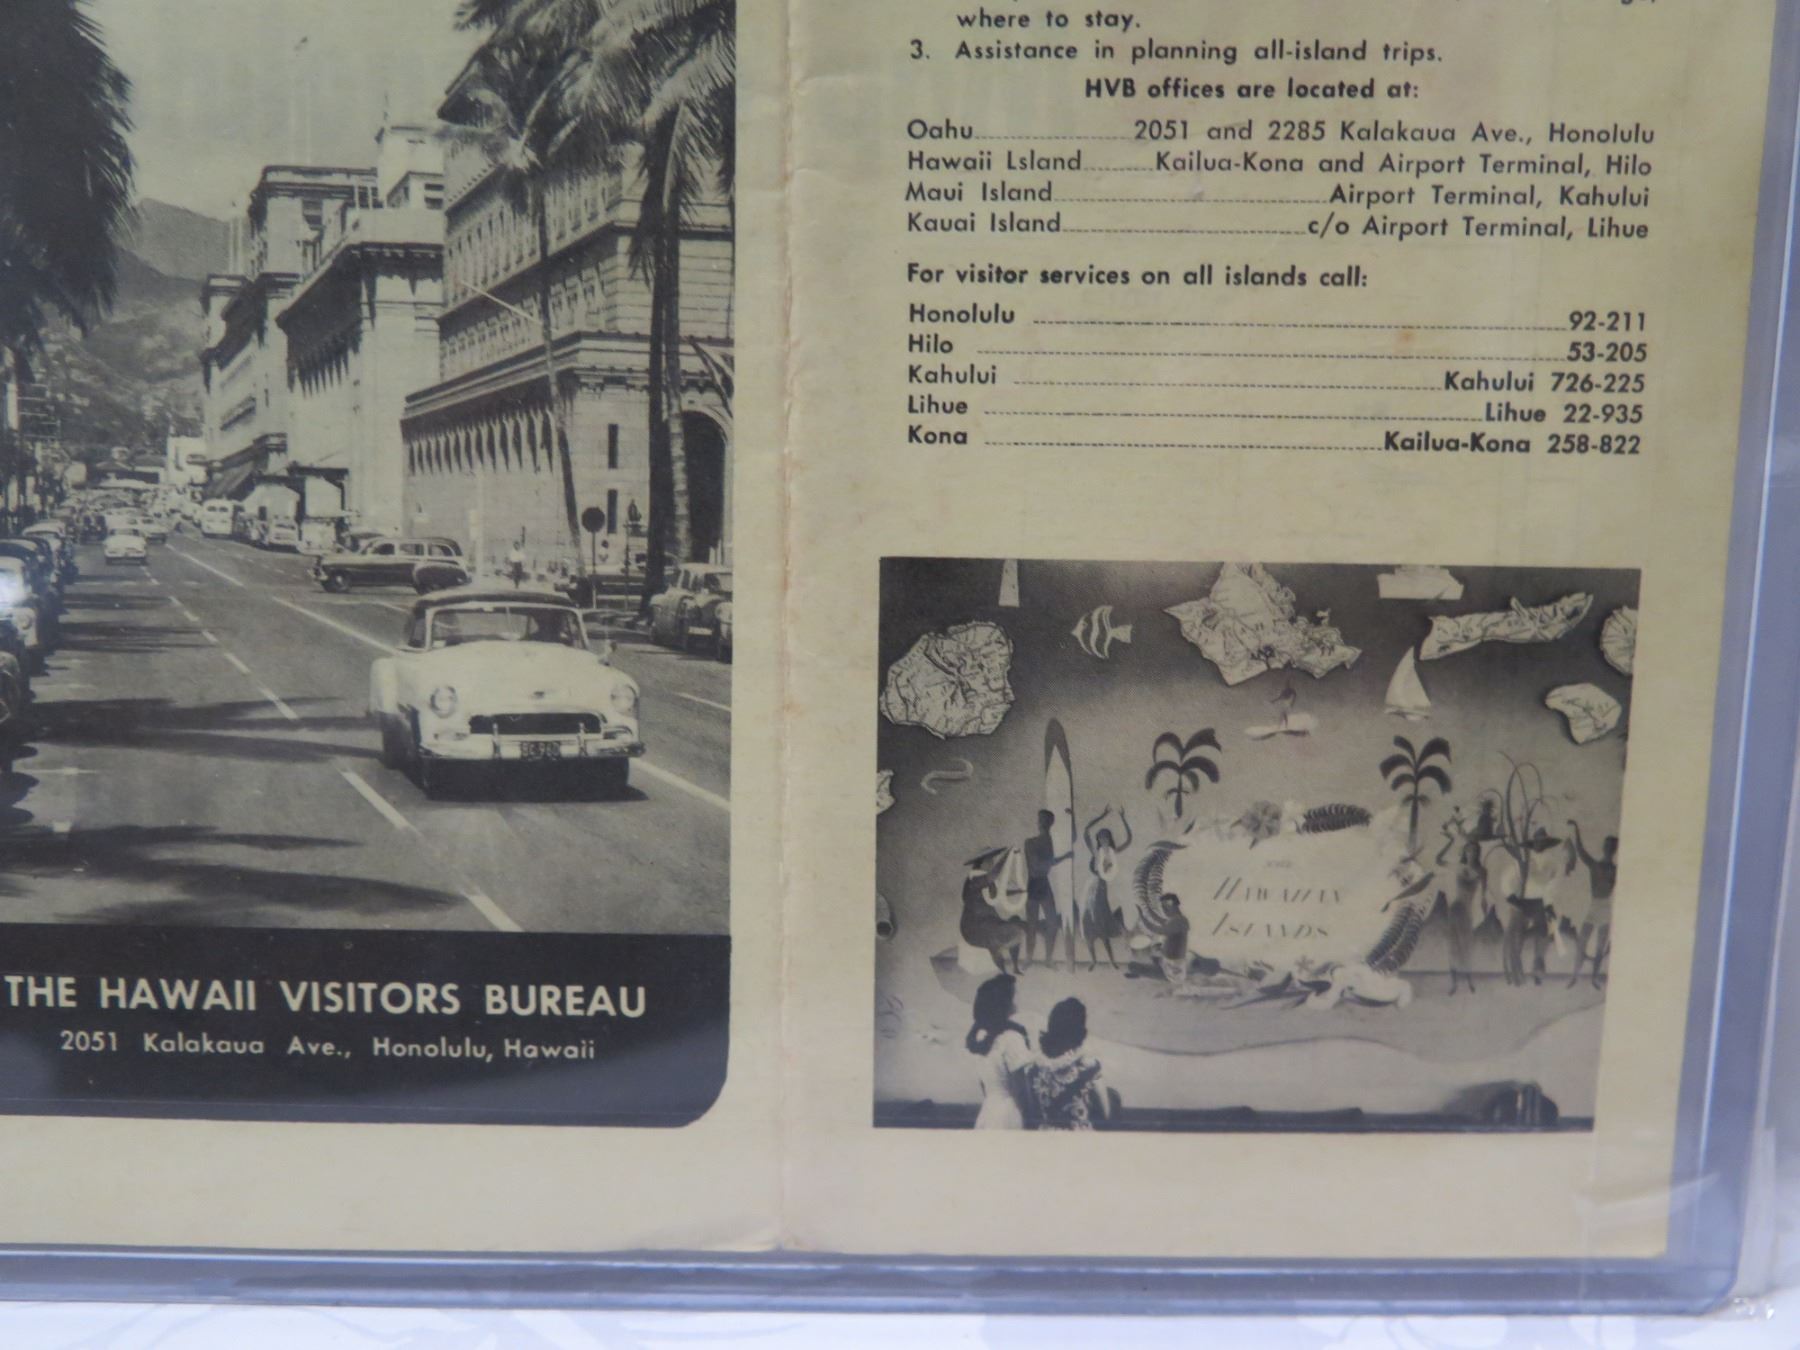 THE HAWAII VISITORS BUREAU
2051 Kalakaua Ave., Honolulu, Hawaii
where to stay.
3. Assistance in planning all-island trips.
HVB offices are located at:
Oahu 2051 and 2285 Kalakaua Ave., Honolulu
Hawaii Lsland Kailua-Kona and Airport Terminal, Hilo
Maui Island Airport Terminal, Kahului
Kauai Island c/o Airport Terminal, Lihue
For visitor services on all islands call:
Honolulu 92-211
Hilo 53-205
Kahului Kahului 726-225
Lihue Lihue 22-935
Kona Kailua-Kona 258-822
THE
HAWAIIAN
ISLANDS